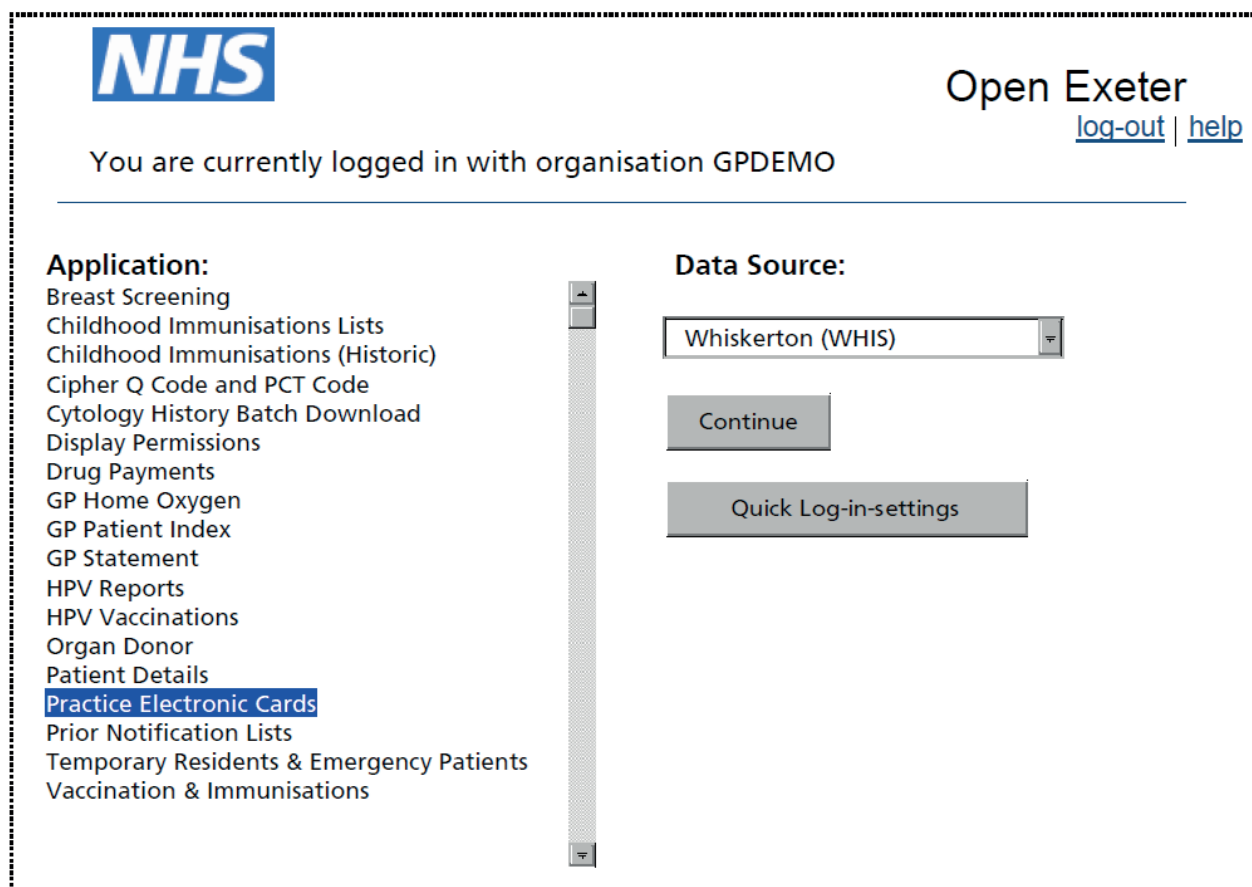 NHS
Open Exeter
log-out | help
You are currently logged in with organisation GPDEMO
Application:
Breast Screening
Childhood Immunisations Lists
Childhood Immunisations (Historic)
Cipher Q Code and PCT Code
Cytology History Batch Download
Display Permissions
Drug Payments
GP Home Oxygen
GP Patient Index
GP Statement
HPV Reports
HPV Vaccinations
Organ Donor
Patient Details
Practice Electronic Cards
Prior Notification Lists
Temporary Residents & Emergency Patients
Vaccination & Immunisations
Data Source:
Whiskerton (WHIS)
Continue
Quick Log-in-settings